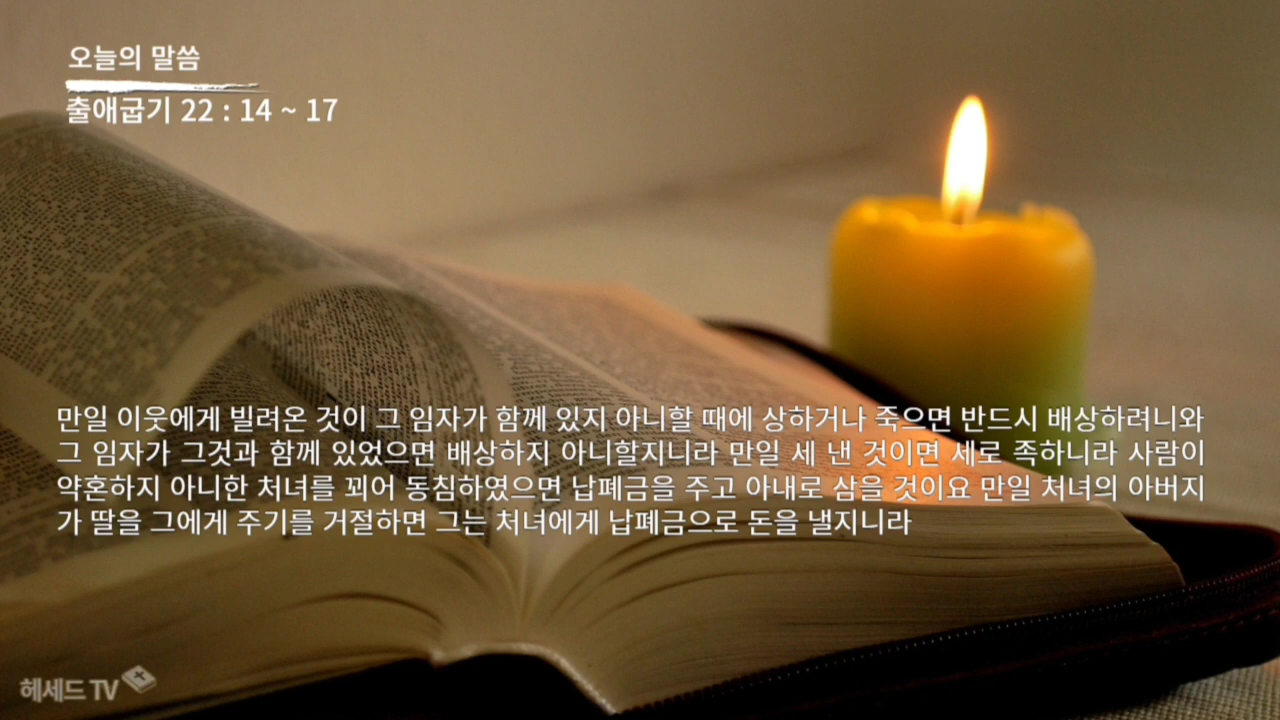 오늘의 말씀
출애굽기 22 : 14 ~ 17
만일 이웃에게 빌려온 것이 그 임자가 함께 있지 아니할 때에 상하거나 죽으면 반드시 배상하려니와
그 임자가 그것과 함께 있었으면 배상하지 아니할지니라 만일 세 낸 것이면 세로 족하니라 사람이
약혼하지 아니한 처녀를 꾀어 동침하였으면 납폐금을 주고 아내로 삼을 것이요 만일 처녀의 아버지
가 딸을 그에게 주기를 거절하면 그는 처녀에게 납폐금으로 돈을 낼지니라
헤세드 TV